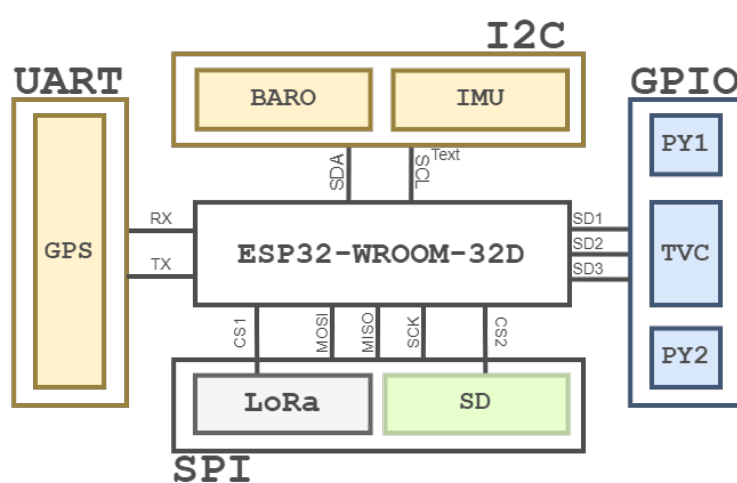 I2C
UART
GPIO
BARO
IMU
PY1
SDA
SCL
Text
RX
SD1
GPS
ESP32-WROOM-32D
SD2
TVC
TX
SD3
CS1
MOSI
MISO
SCK
CS2
PY2
LoRa
SD
SPI